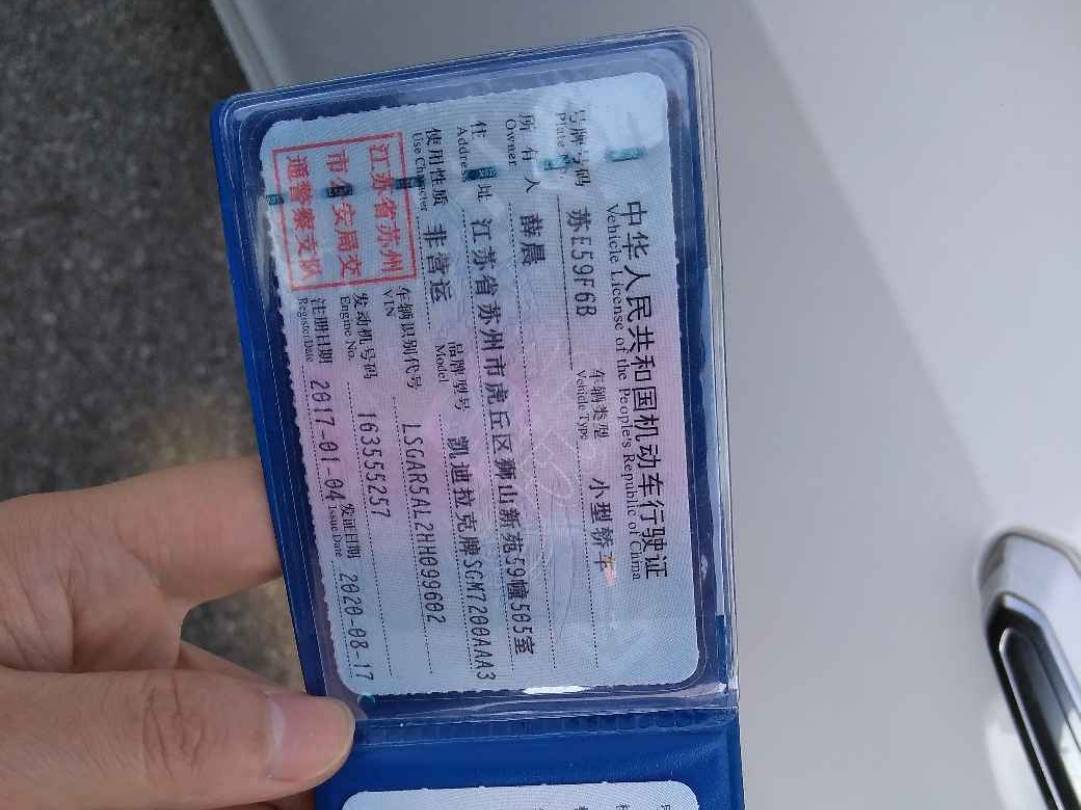 中华人民共和国机动车行驶证
Vehicle License of the People's Republic of China
号牌号码 苏E59F6B 车辆类型 小型轿车
Plate No. Vehicle Type
所有人 薛晨
Owner
住址 江苏省苏州市虎丘区狮山新苑59幢505室
Address
使用性质 非营运 品牌型号 凯迪拉克牌SGM7200AAA3
Use Character Model
江苏省苏州
市公安局交
通警察支队
车辆识别代号 LSGAR5AL2HH099602
VIN
发动机号码 163555257
Engine No.
注册日期 2017-01-04 发证日期 2020-08-17
Register Date Issue Date